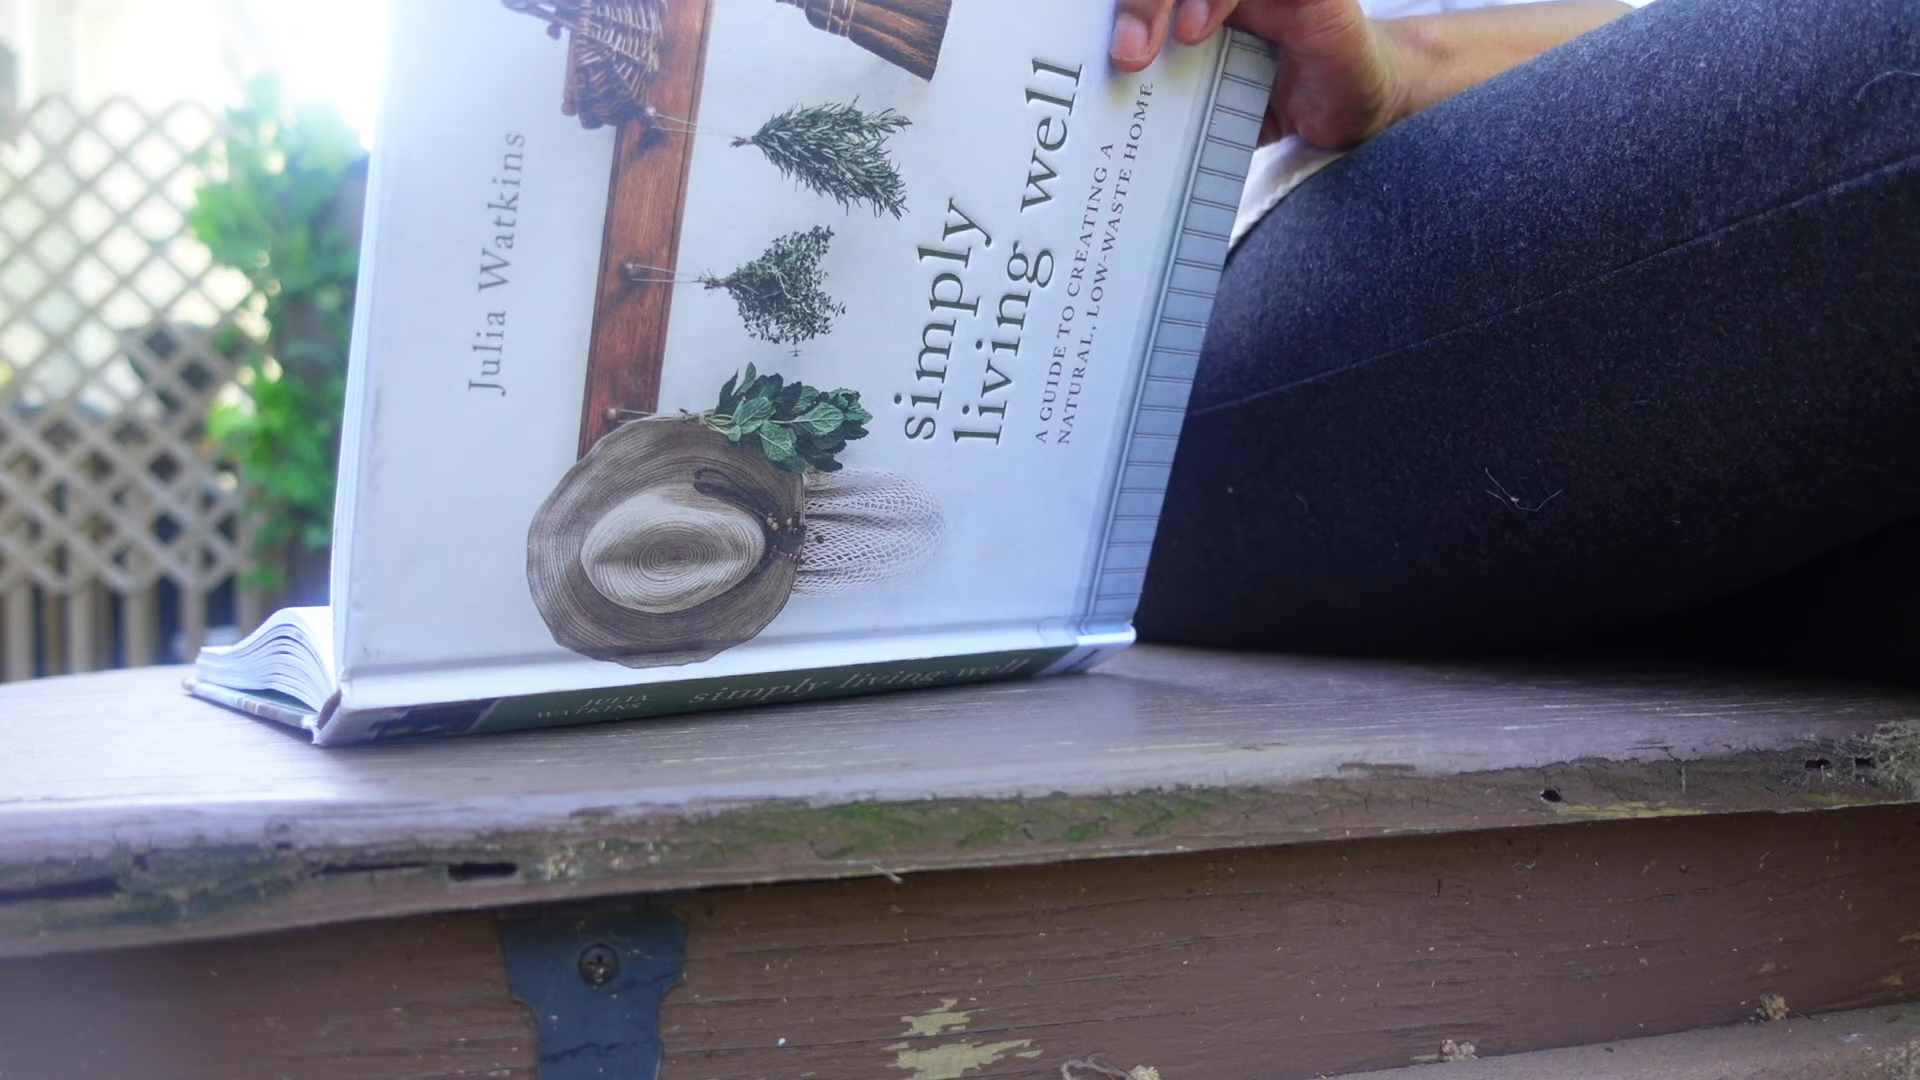 Julia Watkins
simply
living well
A GUIDE TO CREATING A
NATURAL, LOW-WASTE HOME
JULIA
WATKINS
simply living well